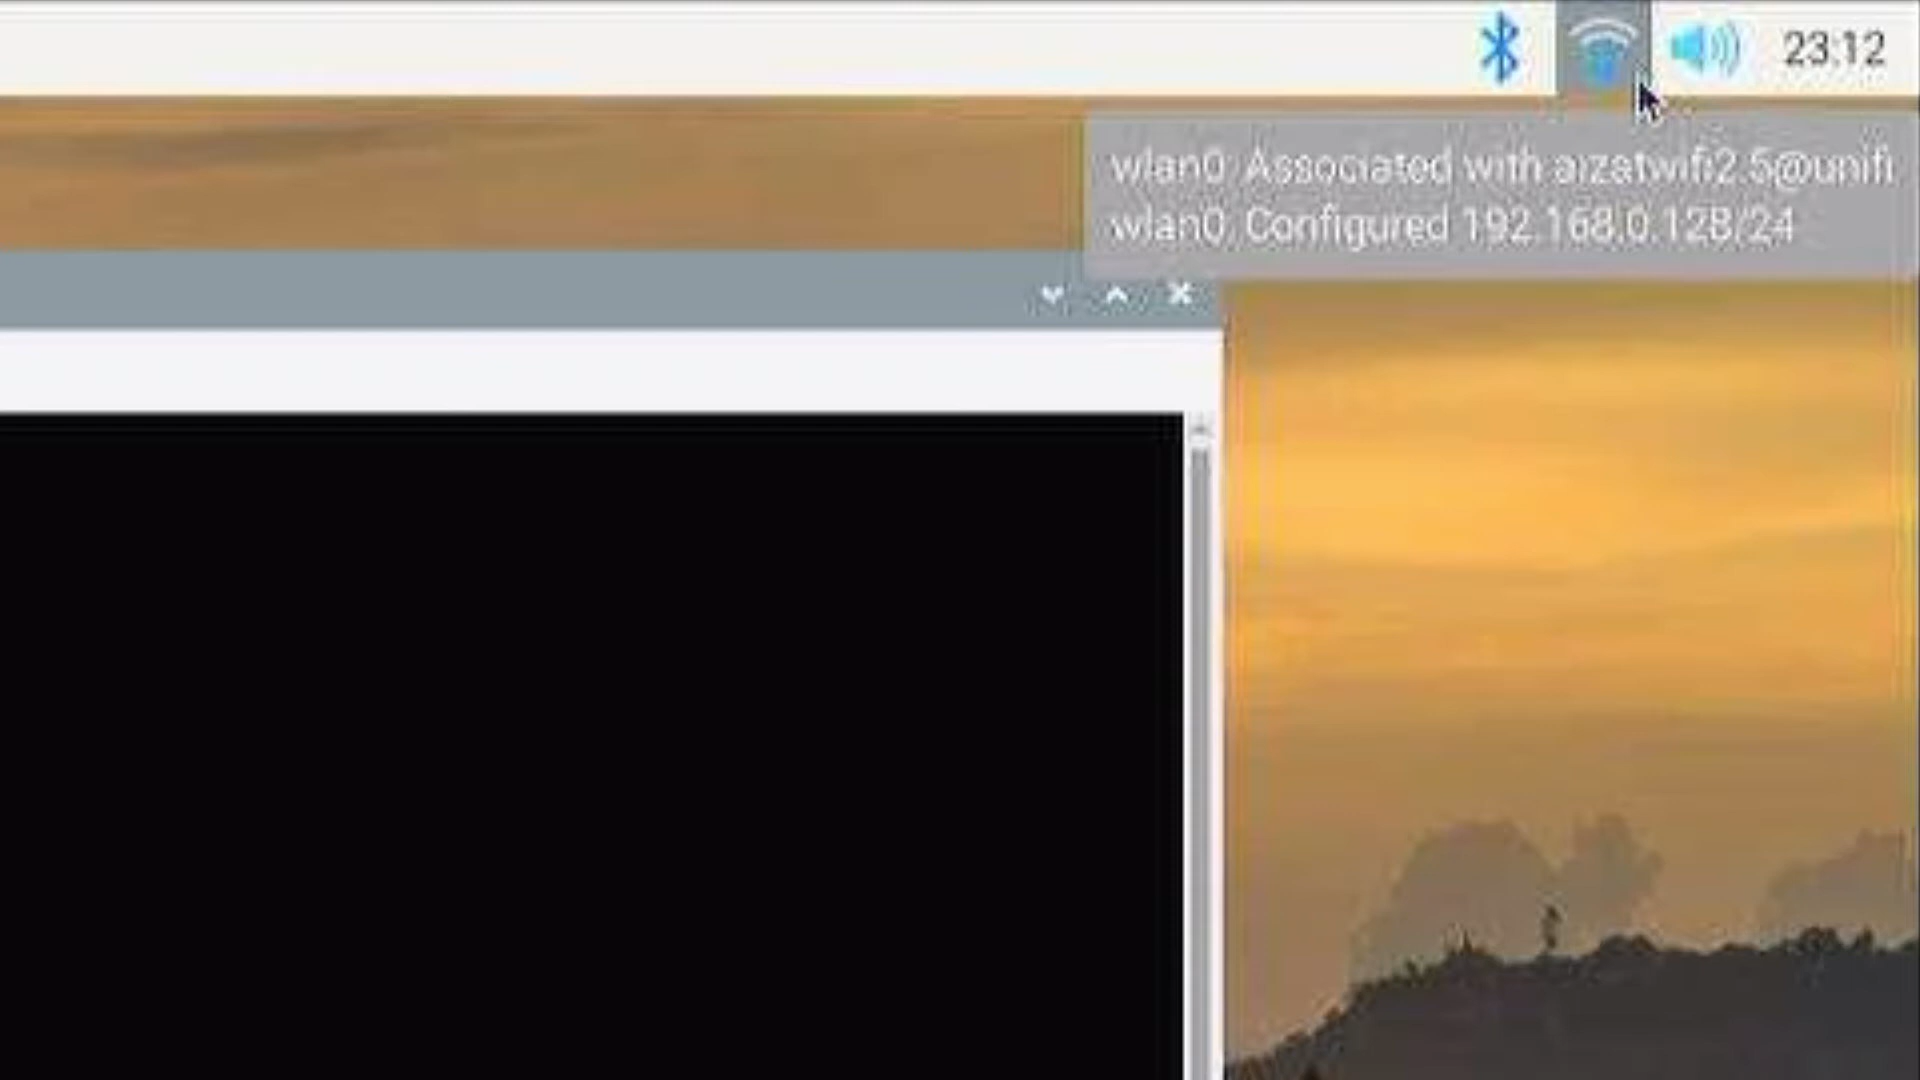 23:12
wlan0: Associated with aizatwifi2.5@unifi
wlan0: Configured 192.168.0.128/24